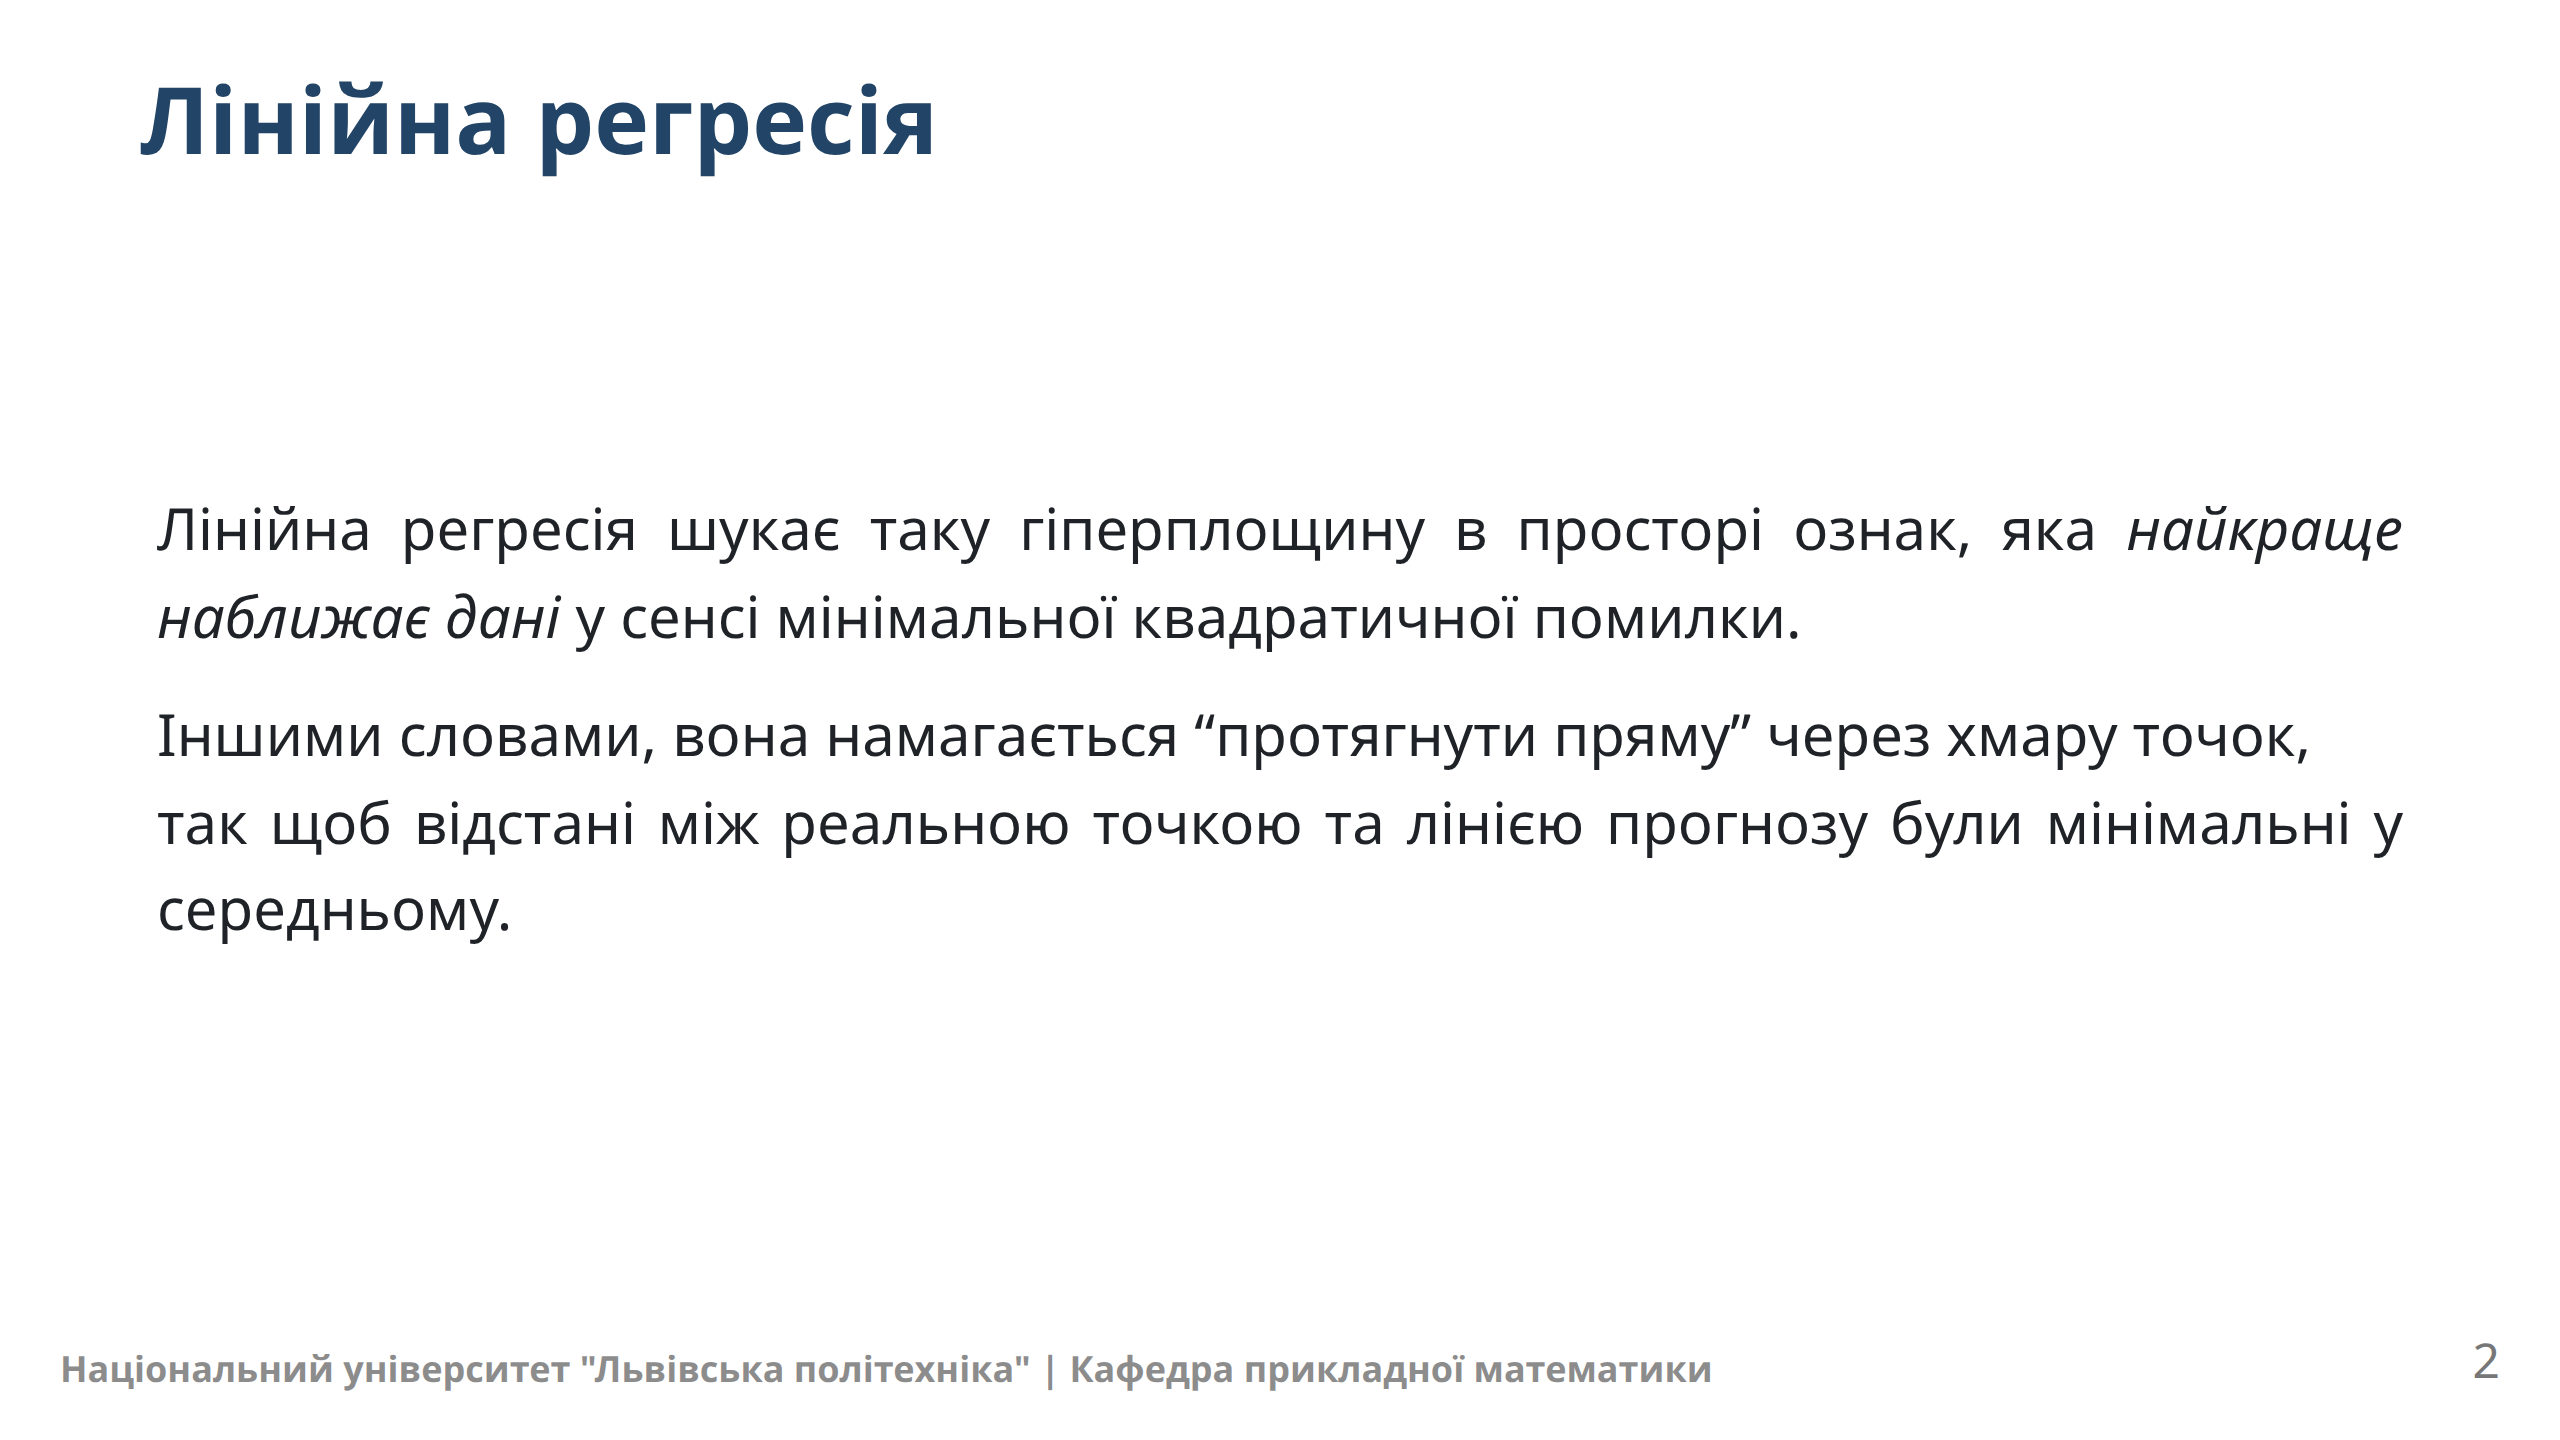 Лінійна регресія
Лінійна регресія шукає таку гіперплощину в просторі ознак, яка найкраще
наближає дані у сенсі мінімальної квадратичної помилки.
Іншими словами, вона намагається “протягнути пряму” через хмару точок,
так щоб відстані між реальною точкою та лінією прогнозу були мінімальні у
середньому.
Національний університет "Львівська політехніка" | Кафедра прикладної математики
2